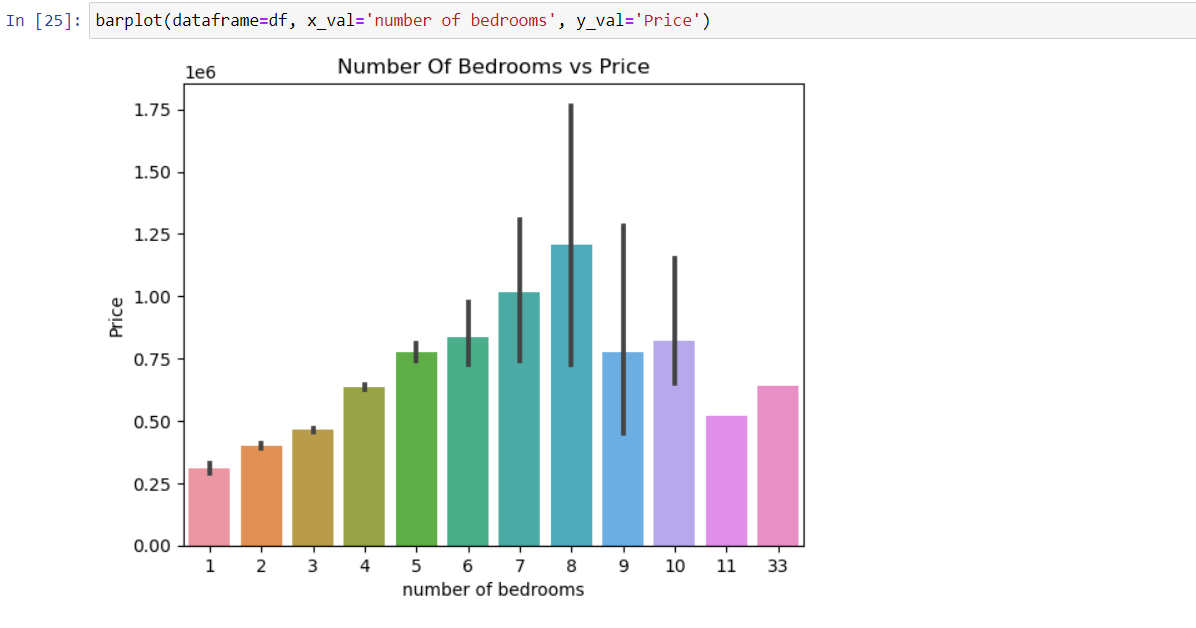 In [25]: barplot(dataframe=df, x_val='number of bedrooms', y_val='Price')
Number Of Bedrooms vs Price
1e6
1.75
1.50
1.25
1.00
0.75
0.50
0.25
0.00
Price
1 2 3 4 5 6 7 8 9 10 11 33
number of bedrooms